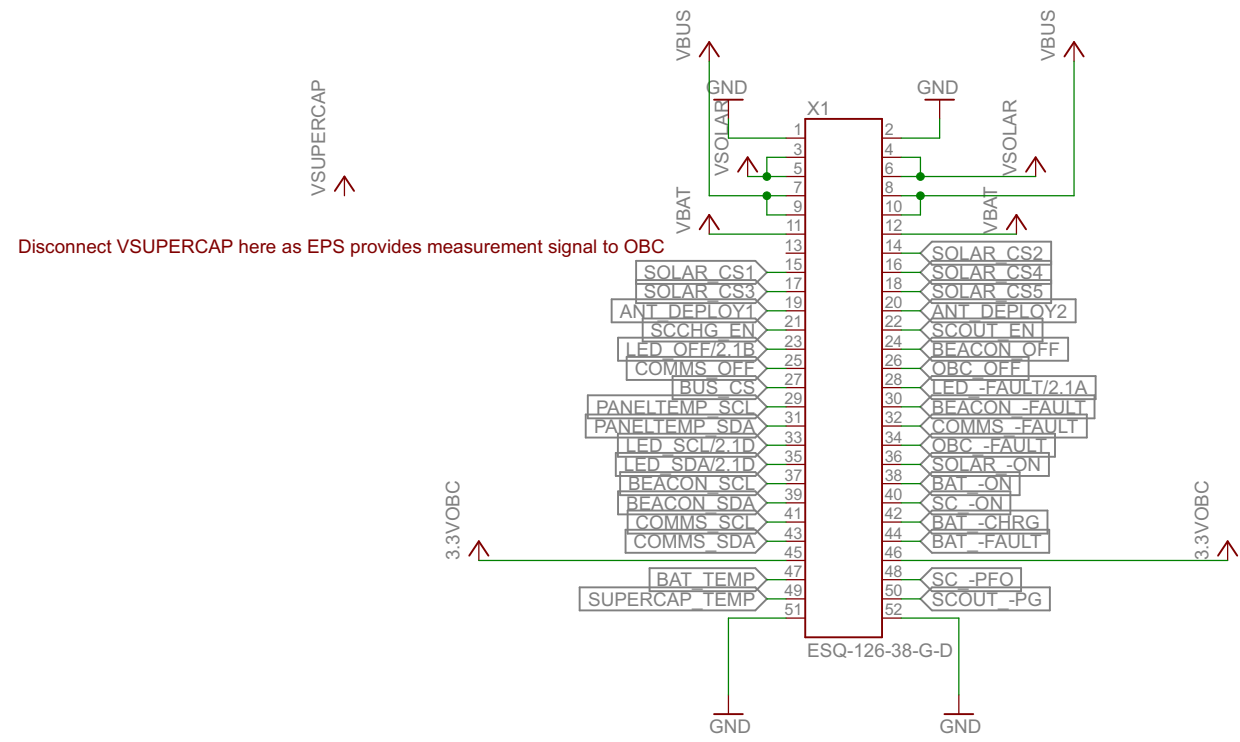 VBUS
VBUS
GND
GND
X1
VSUPERCAP
VSOLAR
VSOLAR
1
2
3
4
5
6
7
8
9
10
VBAT
VBAT
11
12
Disconnect VSUPERCAP here as EPS provides measurement signal to OBC
13
14
SOLAR_CS2
SOLAR_CS1
15
16
SOLAR_CS4
SOLAR_CS3
17
18
SOLAR_CS5
ANT_DEPLOY1
19
20
ANT_DEPLOY2
SCCHG_EN
21
22
SCOUT_EN
LED_OFF/2.1B
23
24
BEACON_OFF
COMMS_OFF
25
26
OBC_OFF
BUS_CS
27
28
LED_-FAULT/2.1A
PANELTEMP_SCL
29
30
BEACON_-FAULT
PANELTEMP_SDA
31
32
COMMS_-FAULT
LED_SCL/2.1D
33
34
OBC_-FAULT
LED_SDA/2.1D
35
36
SOLAR_-ON
BEACON_SCL
37
38
BAT_-ON
BEACON_SDA
39
40
SC_-ON
COMMS_SCL
41
42
BAT_-CHRG
COMMS_SDA
43
44
BAT_-FAULT
3.3VOBC
45
46
3.3VOBC
BAT_TEMP
47
48
SC_-PFO
SUPERCAP_TEMP
49
50
SCOUT_-PG
51
52
ESQ-126-38-G-D
GND
GND